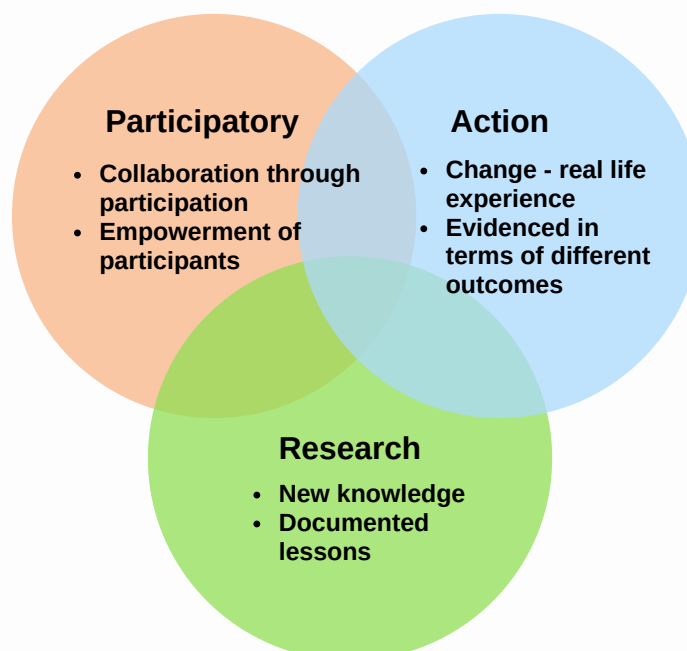 Participatory
• Collaboration through
participation
• Empowerment of
participants
Action
• Change - real life
experience
• Evidenced in
terms of different
outcomes
Research
• New knowledge
• Documented
lessons